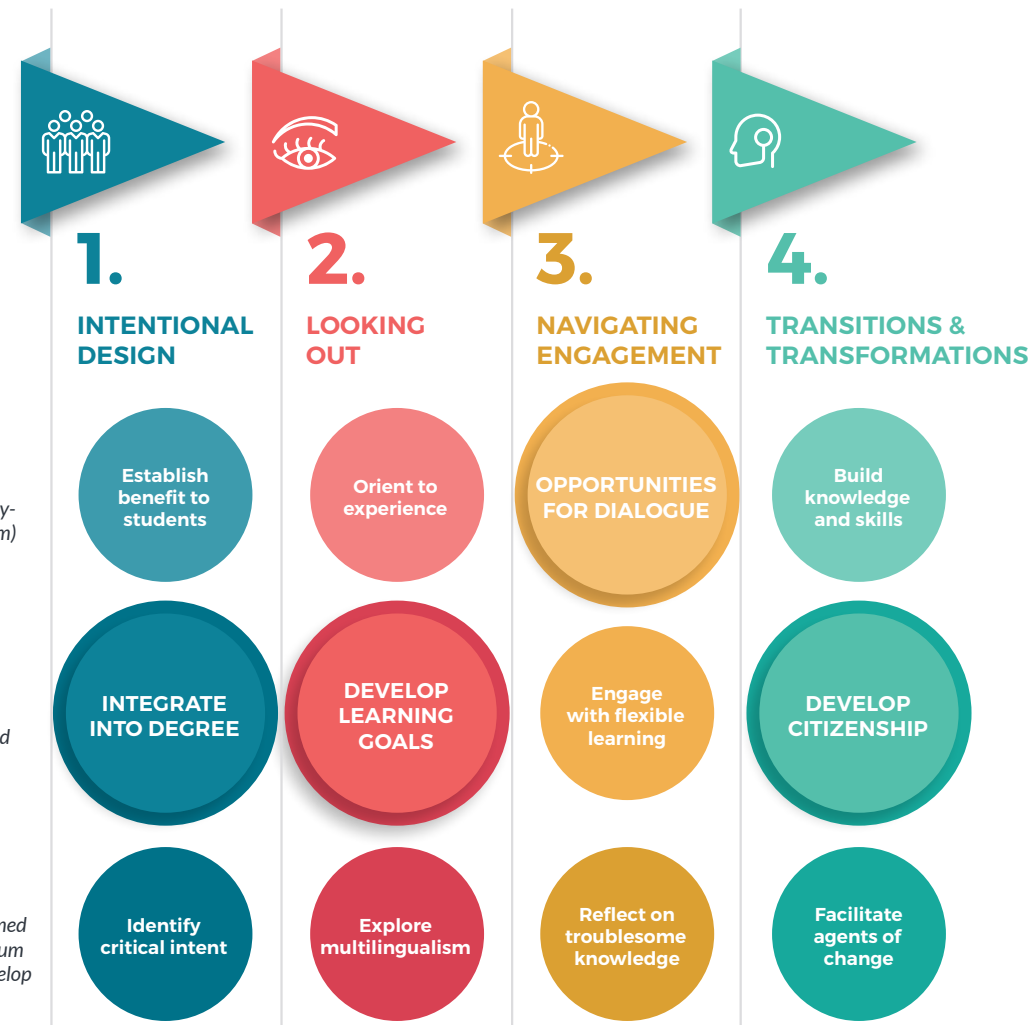 1.
INTENTIONAL
DESIGN
2.
LOOKING
OUT
3.
NAVIGATING
ENGAGEMENT
4.
TRANSITIONS &
TRANSFORMATIONS
Establish
benefit to
students
Orient to
experience
OPPORTUNITIES
FOR DIALOGUE
Build
knowledge
and skills
INTEGRATE
INTO DEGREE
DEVELOP
LEARNING
GOALS
Engage
with flexible
learning
DEVELOP
CITIZENSHIP
Identify
critical intent
Explore
multilingualism
Reflect on
troublesome
knowledge
Facilitate
agents of
change